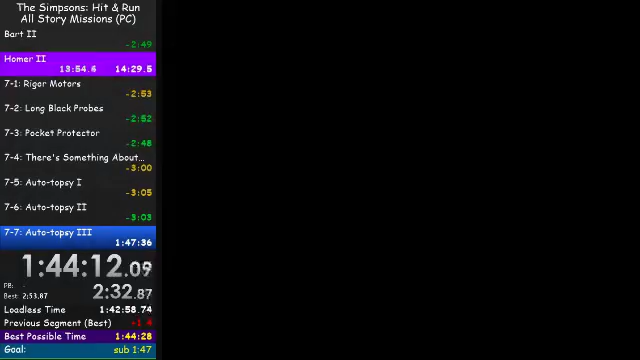 The Simpsons: Hit & Run
All Story Missions (PC)
Bart II
-2:49
Homer II
13:54.6 14:29.5
7-1: Rigor Motors
-2:53
7-2: Long Black Probes
-2:52
7-3: Pocket Protector
-2:48
7-4: There's Something About...
-3:00
7-5: Auto-topsy I
-3:05
7-6: Auto-topsy II
-3:03
7-7: Auto-topsy III
1:47:36
1:44:12.09
PB: -
Best: 2:53.87
2:32.87
Loadless Time 1:42:58.74
Previous Segment (Best) +1.4
Best Possible Time 1:44:28
Goal: sub 1:47